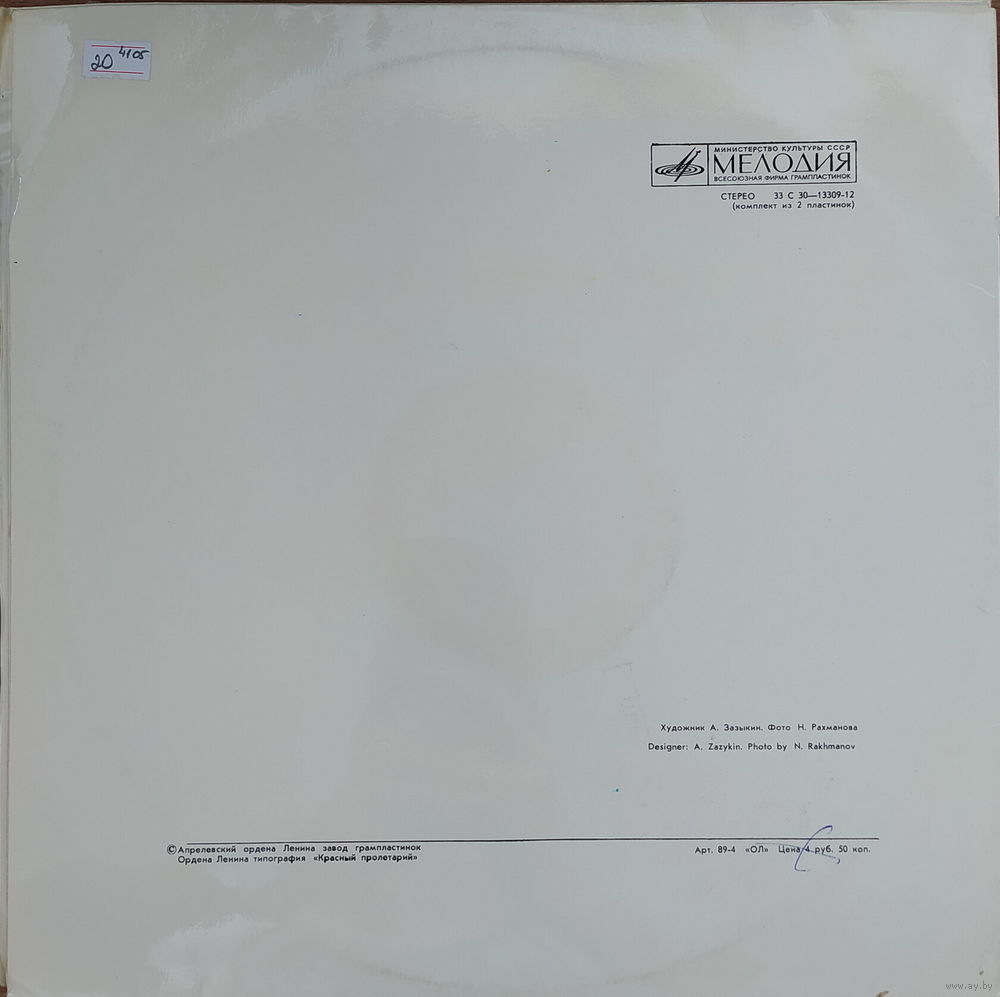 20 4105
МИНИСТЕРСТВО КУЛЬТУРЫ СССР
МЕЛОДИЯ
ВСЕСОЮЗНАЯ ФИРМА ГРАМПЛАСТИНОК
СТЕРЕО 33 С 30—13309-12
(комплект из 2 пластинок)
Художник А. Зазыкин. Фото Н. Рахманова
Designer: A. Zazykin. Photo by N. Rakhmanov
© Апрелевский ордена Ленина завод грампластинок
Ордена Ленина типография «Красный пролетарий»
Арт. 89-4 «ОЛ» Цена 4 руб. 50 коп.
www.ay.by